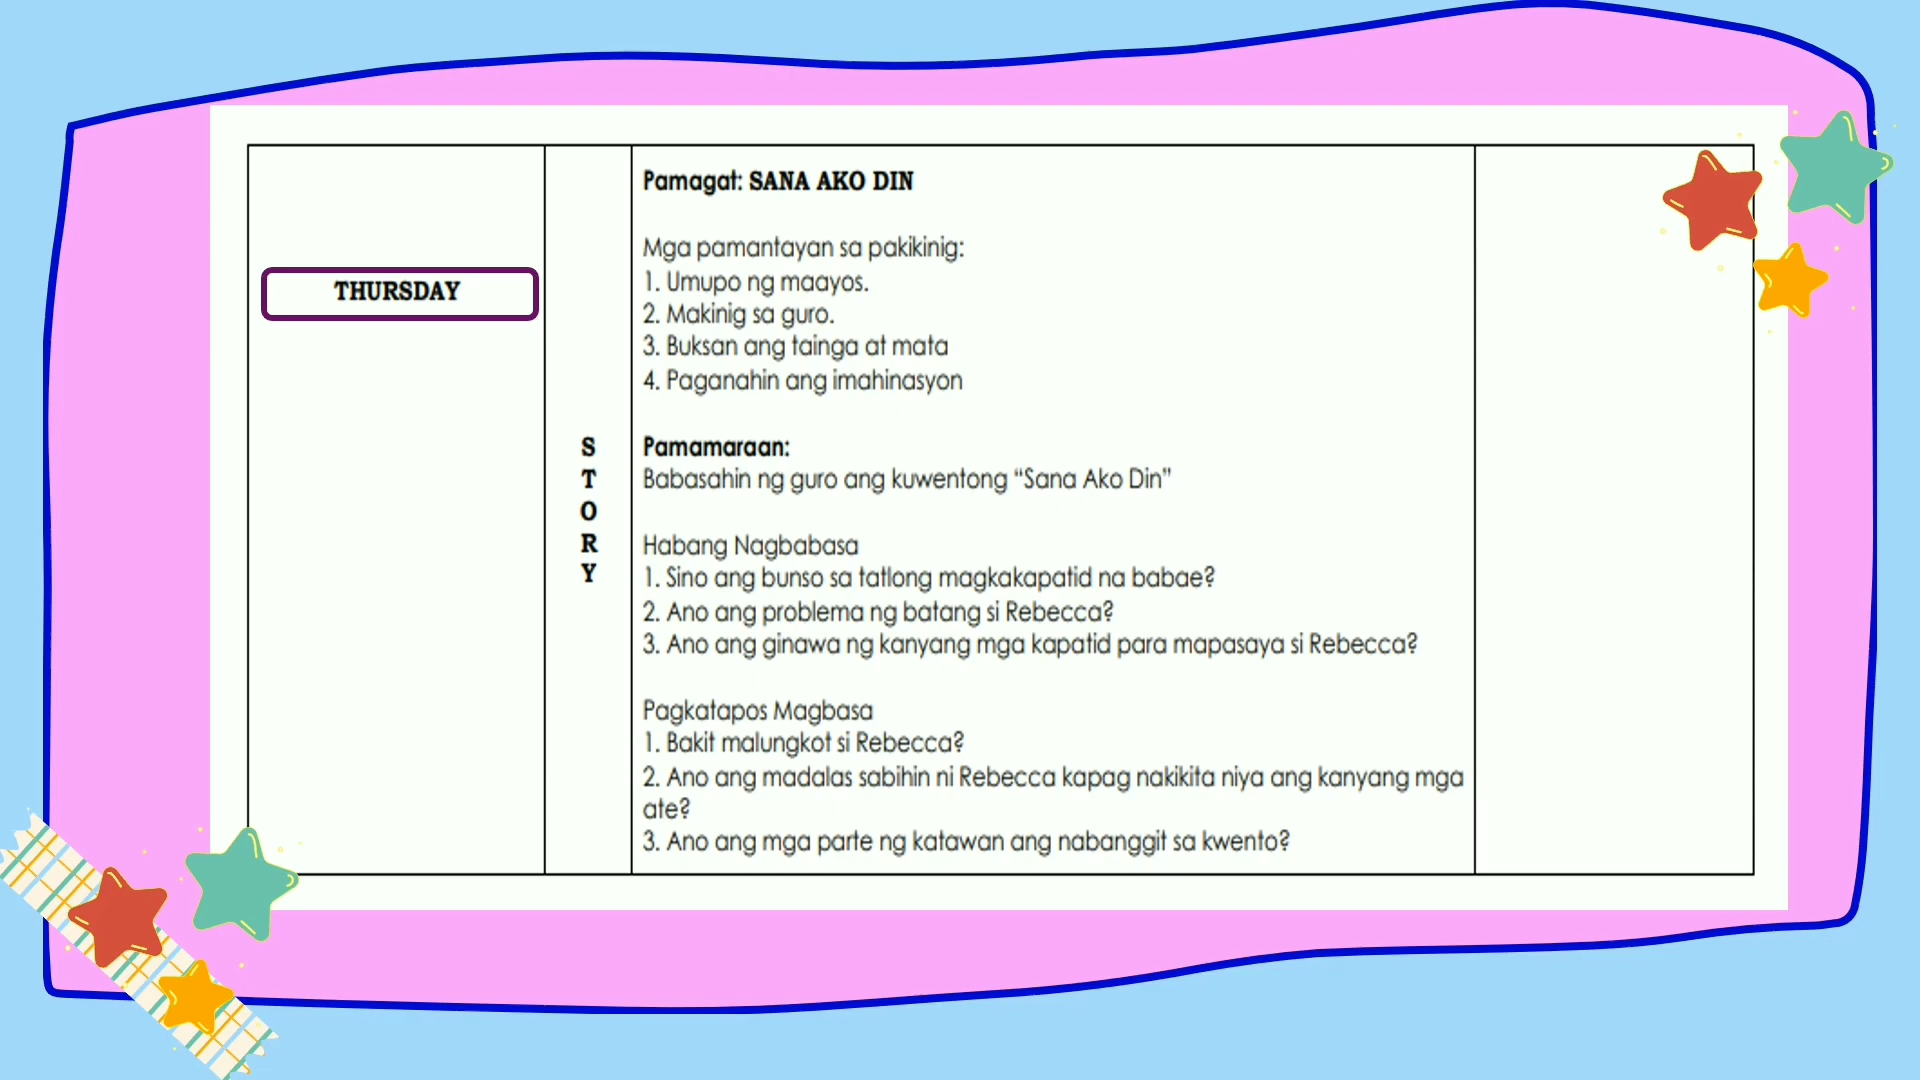 THURSDAY
S
T
O
R
Y
Pamagat: SANA AKO DIN
Mga pamantayan sa pakikinig:
1. Umupo ng maayos.
2. Makinig sa guro.
3. Buksan ang tainga at mata
4. Paganahin ang imahinasyon
Pamamaraan:
Babasahin ng guro ang kuwentong “Sana Ako Din”
Habang Nagbabasa
1. Sino ang bunso sa tatlong magkakapatid na babae?
2. Ano ang problema ng batang si Rebecca?
3. Ano ang ginawa ng kanyang mga kapatid para mapasaya si Rebecca?
Pagkatapos Magbasa
1. Bakit malungkot si Rebecca?
2. Ano ang madalas sabihin ni Rebecca kapag nakikita niya ang kanyang mga
ate?
3. Ano ang mga parte ng katawan ang nabanggit sa kwento?